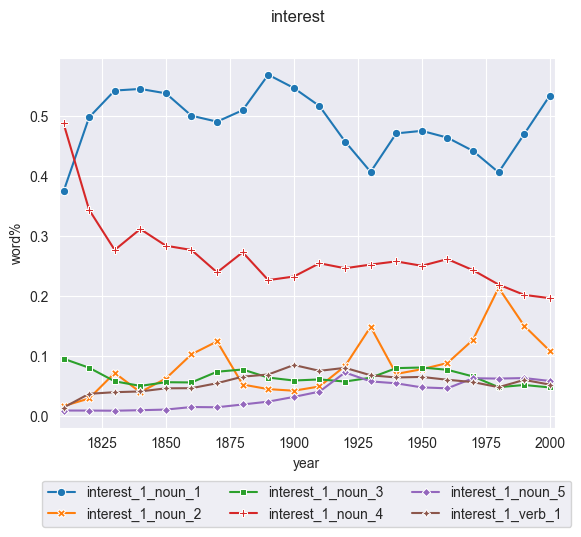 interest
word%
0.5
0.4
0.3
0.2
0.1
0.0
1825 1850 1875 1900 1925 1950 1975 2000
year
interest_1_noun_1 interest_1_noun_3 interest_1_noun_5
interest_1_noun_2 interest_1_noun_4 interest_1_verb_1